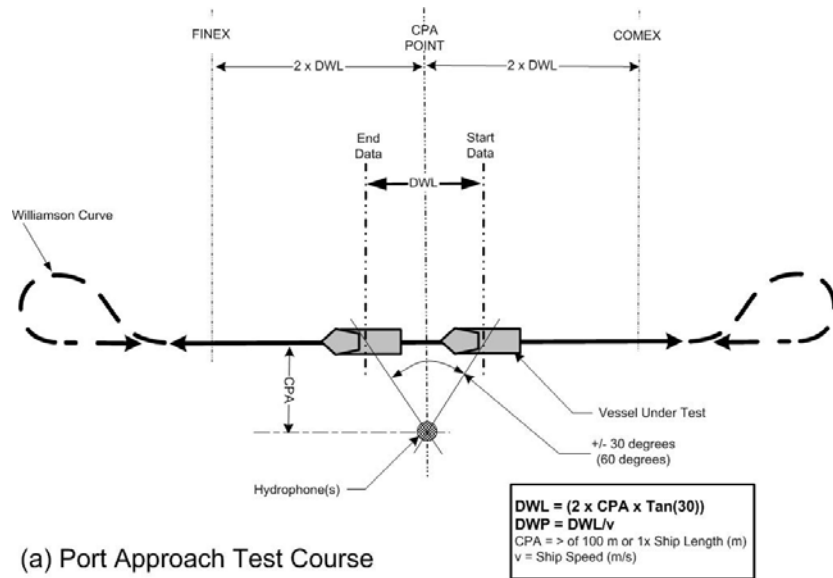 FINEX
CPA
POINT
COMEX
2 x DWL
2 x DWL
End
Data
Start
Data
DWL
Williamson Curve
CPA
Vessel Under Test
+/- 30 degrees
(60 degrees)
Hydrophone(s)
DWL = (2 x CPA x Tan(30))
DWP = DWL/v
CPA = > of 100 m or 1x Ship Length (m)
v = Ship Speed (m/s)
(a) Port Approach Test Course